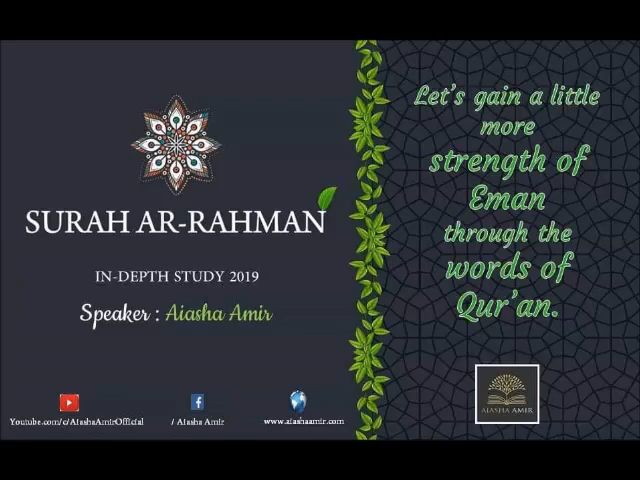 SURAH AR-RAHMAN
IN-DEPTH STUDY 2019
Speaker : Aiasha Amir
Youtube.com/c/AiashaAmirOfficial
/ Aiasha Amir
www.aiashaamir.com
Let's gain a little
more
strength of
Eman
through the
words of
Qur'an.
AIASHA AMIR